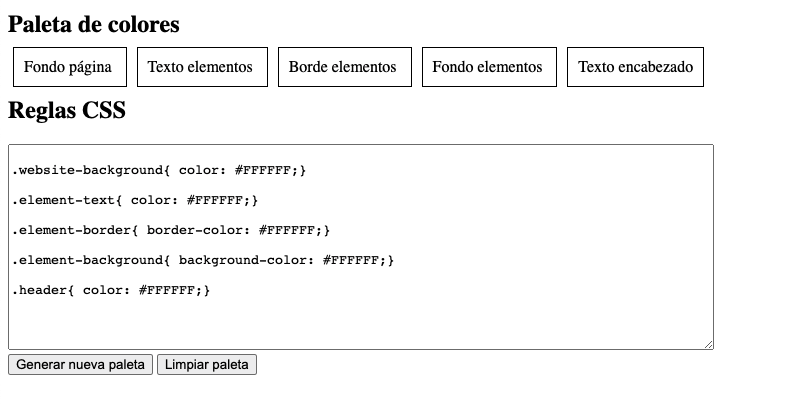 Paleta de colores
Fondo página Texto elementos Borde elementos Fondo elementos Texto encabezado
Reglas CSS
.website-background{ color: #FFFFFF;}
.element-text{ color: #FFFFFF;}
.element-border{ border-color: #FFFFFF;}
.element-background{ background-color: #FFFFFF;}
.header{ color: #FFFFFF;}
Generar nueva paleta Limpiar paleta